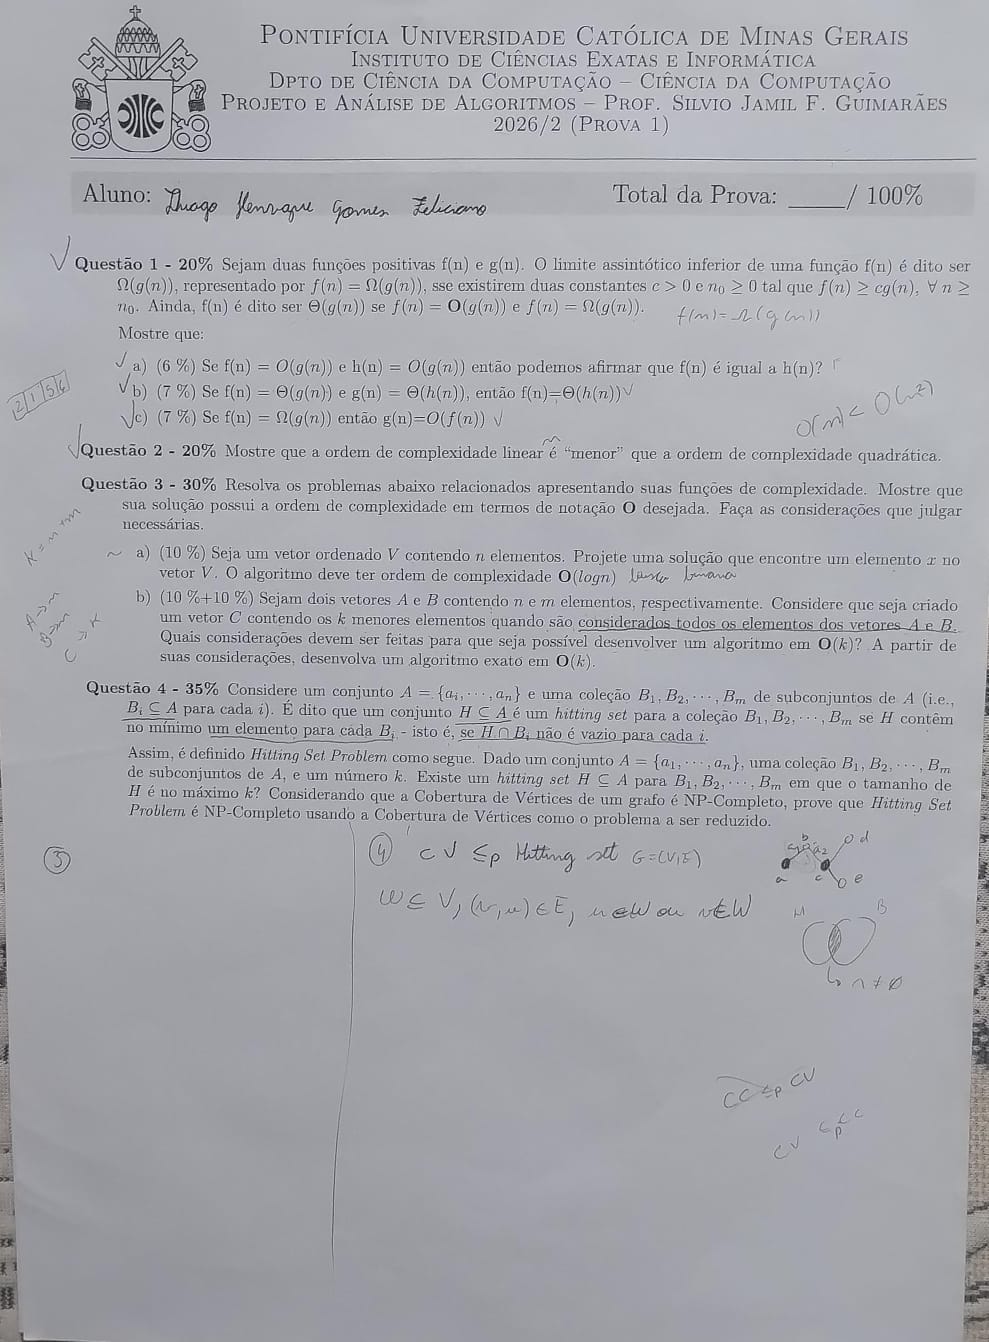 PONTIFÍCIA UNIVERSIDADE CATÓLICA DE MINAS GERAIS
INSTITUTO DE CIÊNCIAS EXATAS E INFORMÁTICA
DPTO DE CIÊNCIA DA COMPUTAÇÃO – CIÊNCIA DA COMPUTAÇÃO
PROJETO E ANÁLISE DE ALGORITMOS – PROF. SILVIO JAMIL F. GUIMARÃES
2026/2 (PROVA 1)
Aluno: Thiago Henrique Gomes Feliciano Total da Prova: _____/ 100%
Questão 1 - 20% Sejam duas funções positivas f(n) e g(n). O limite assintótico inferior de uma função f(n) é dito ser
Ω(g(n)), representado por f(n) = Ω(g(n)), sse existirem duas constantes c > 0 e n₀ ≥ 0 tal que f(n) ≥ cg(n), ∀ n ≥
n₀. Ainda, f(n) é dito ser Θ(g(n)) se f(n) = O(g(n)) e f(n) = Ω(g(n)).
f(n)=Ω(g(n))
Mostre que:
a) (6 %) Se f(n) = O(g(n)) e h(n) = O(g(n)) então podemos afirmar que f(n) é igual a h(n)?
b) (7 %) Se f(n) = Θ(g(n)) e g(n) = Θ(h(n)), então f(n)=Θ(h(n))
2 1 5 6
c) (7 %) Se f(n) = Ω(g(n)) então g(n)=O(f(n))
O(n) < O(n²)
Questão 2 - 20% Mostre que a ordem de complexidade linear é “menor” que a ordem de complexidade quadrática.
Questão 3 - 30% Resolva os problemas abaixo relacionados apresentando suas funções de complexidade. Mostre que
sua solução possui a ordem de complexidade em termos de notação O desejada. Faça as considerações que julgar
necessárias.
K = n + m
a) (10 %) Seja um vetor ordenado V contendo n elementos. Projete uma solução que encontre um elemento x no
vetor V. O algoritmo deve ter ordem de complexidade O(logn) busca binaria
b) (10 %+10 %) Sejam dois vetores A e B contendo n e m elementos, respectivamente. Considere que seja criado
um vetor C contendo os k menores elementos quando são considerados todos os elementos dos vetores A e B.
Quais considerações devem ser feitas para que seja possível desenvolver um algoritmo em O(k)? A partir de
suas considerações, desenvolva um algoritmo exato em O(k).
A → n
B → m
C → K
Questão 4 - 35% Considere um conjunto A = {aᵢ, ⋯ , aₙ} e uma coleção B₁, B₂, ⋯ , Bₘ de subconjuntos de A (i.e.,
Bᵢ ⊆ A para cada i). É dito que um conjunto H ⊆ A é um hitting set para a coleção B₁, B₂, ⋯ , Bₘ se H contêm
no mínimo um elemento para cada Bᵢ - isto é, se H ∩ Bᵢ não é vazio para cada i.
Assim, é definido Hitting Set Problem como segue. Dado um conjunto A = {a₁, ⋯ , aₙ}, uma coleção B₁, B₂, ⋯ , Bₘ
de subconjuntos de A, e um número k. Existe um hitting set H ⊆ A para B₁, B₂, ⋯ , Bₘ em que o tamanho de
H é no máximo k? Considerando que a Cobertura de Vértices de um grafo é NP-Completo, prove que Hitting Set
Problem é NP-Completo usando a Cobertura de Vértices como o problema a ser reduzido.
3
4 CV ≤p Hitting set G=(V,E)
a b c d e
W ⊆ V, (v,u) ∈ E, u ∈ W ou v ∈ W
H B
∩ ≠ ∅
CC ≤p CV
CV ≤p CC